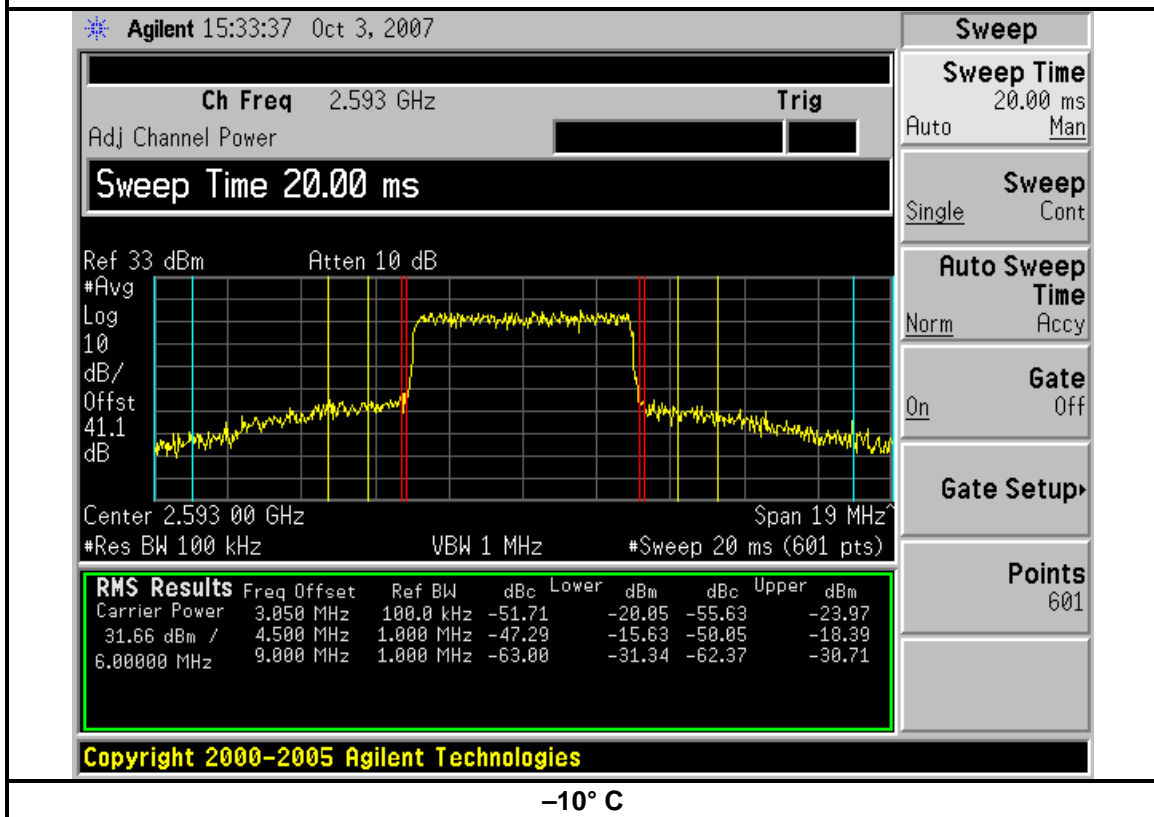 Agilent 15:33:37 Oct 3, 2007
Ch Freq 2.593 GHz Trig
Adj Channel Power
Sweep Time 20.00 ms
Ref 33 dBm Atten 10 dB
#Avg
Log
10
dB/
Offst
41.1
dB
Center 2.593 00 GHz Span 19 MHz^
#Res BW 100 kHz VBW 1 MHz #Sweep 20 ms (601 pts)
RMS Results Freq Offset Ref BW dBc Lower dBm dBc Upper dBm
Carrier Power 3.050 MHz 100.0 kHz -51.71 -20.05 -55.63 -23.97
31.66 dBm / 4.500 MHz 1.000 MHz -47.29 -15.63 -50.05 -18.39
6.00000 MHz 9.000 MHz 1.000 MHz -63.00 -31.34 -62.37 -30.71
Copyright 2000-2005 Agilent Technologies
Sweep
Sweep Time
20.00 ms
Auto Man
Sweep
Single Cont
Auto Sweep
Time
Norm Accy
Gate
On Off
Gate Setup▸
Points
601
–10° C